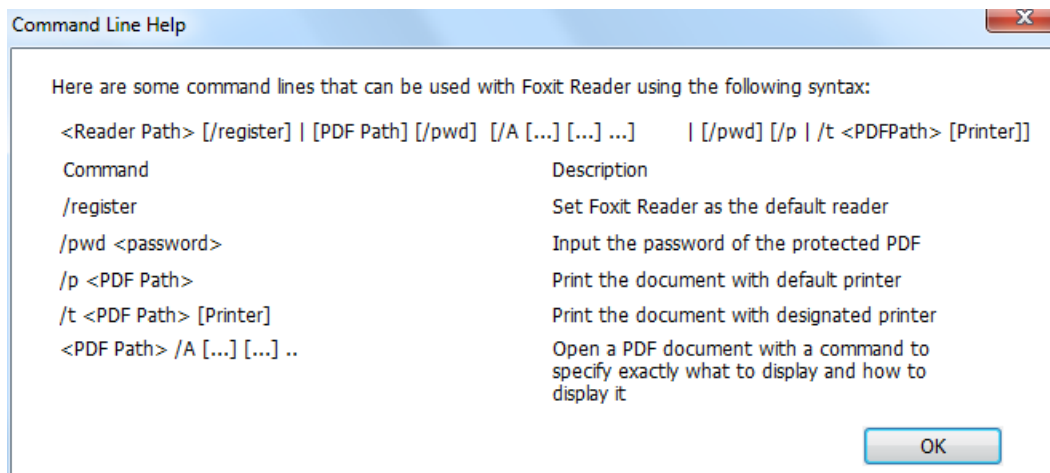 Command Line Help
Here are some command lines that can be used with Foxit Reader using the following syntax:
<Reader Path> [/register] | [PDF Path] [/pwd] [/A [...] [...] ...] | [/pwd] [/p | /t <PDFPath> [Printer]]
Command Description
/register Set Foxit Reader as the default reader
/pwd <password> Input the password of the protected PDF
/p <PDF Path> Print the document with default printer
/t <PDF Path> [Printer] Print the document with designated printer
<PDF Path> /A [...] [...] .. Open a PDF document with a command to
specify exactly what to display and how to
display it
OK